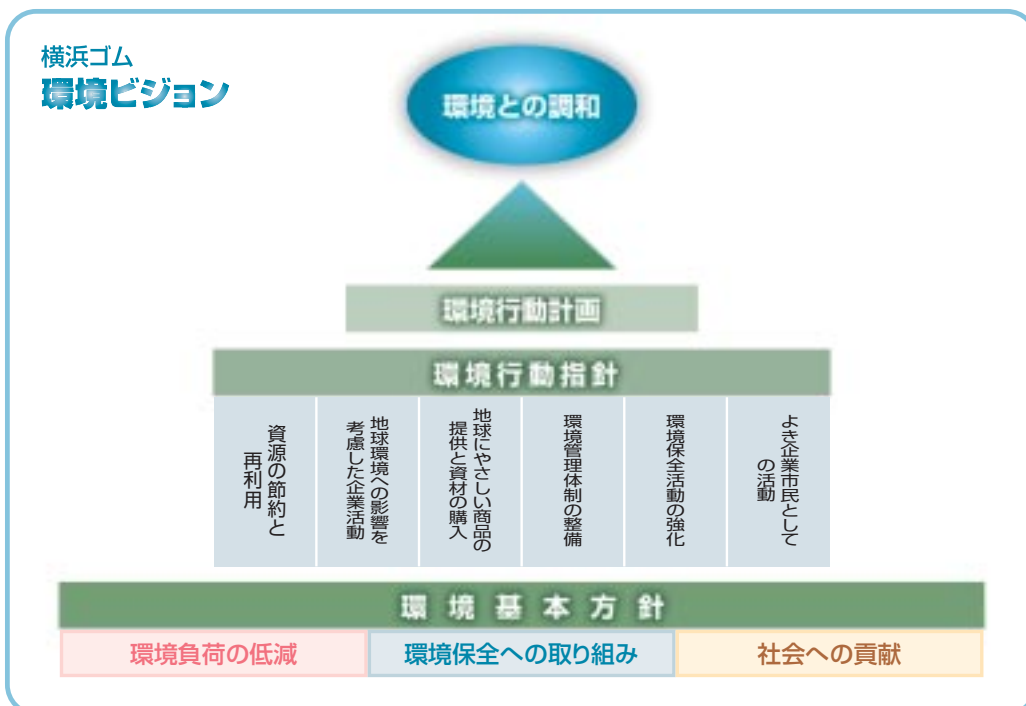 横浜ゴム
環境ビジョン
環境との調和
環境行動計画
環境行動指針
資源の節約と
再利用
地球環境への影響を
考慮した企業活動
地球にやさしい商品の
提供と資材の購入
環境管理体制の整備
環境保全活動の強化
よき企業市民として
の活動
環境基本方針
環境負荷の低減
環境保全への取り組み
社会への貢献